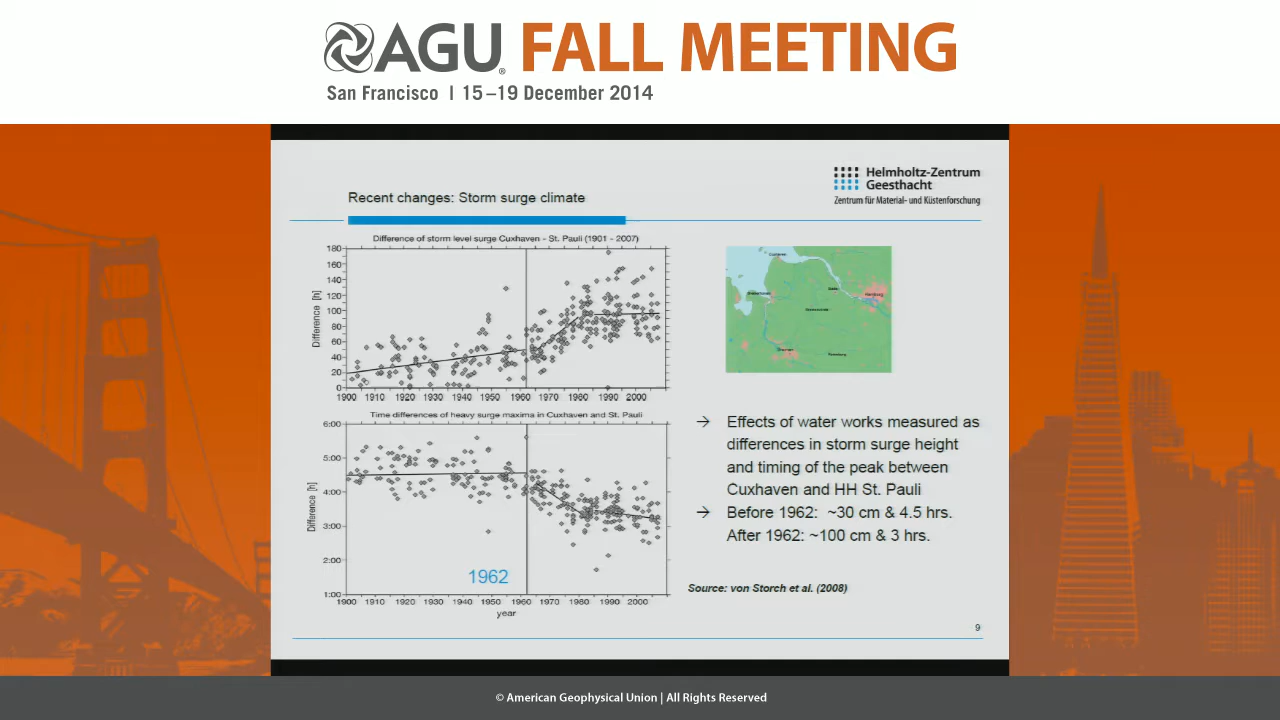 AGU FALL MEETING
San Francisco | 15–19 December 2014
Helmholtz-Zentrum
Geesthacht
Zentrum für Material- und Küstenforschung
Recent changes: Storm surge climate
Difference of storm level surge Cuxhaven - St. Pauli (1901 - 2007)
Difference [h]
180
160
140
120
100
80
60
40
20
0
1900 1910 1920 1930 1940 1950 1960 1970 1980 1990 2000
Time differences of heavy surge maxima in Cuxhaven and St. Pauli
Difference [h]
6:00
5:00
4:00
3:00
2:00
1:00
1962
1900 1910 1920 1930 1940 1950 1960 1970 1980 1990 2000
year
Hamburg
→ Effects of water works measured as
differences in storm surge height
and timing of the peak between
Cuxhaven and HH St. Pauli
→ Before 1962: ~30 cm & 4.5 hrs.
After 1962: ~100 cm & 3 hrs.
Source: von Storch et al. (2008)
9
© American Geophysical Union | All Rights Reserved